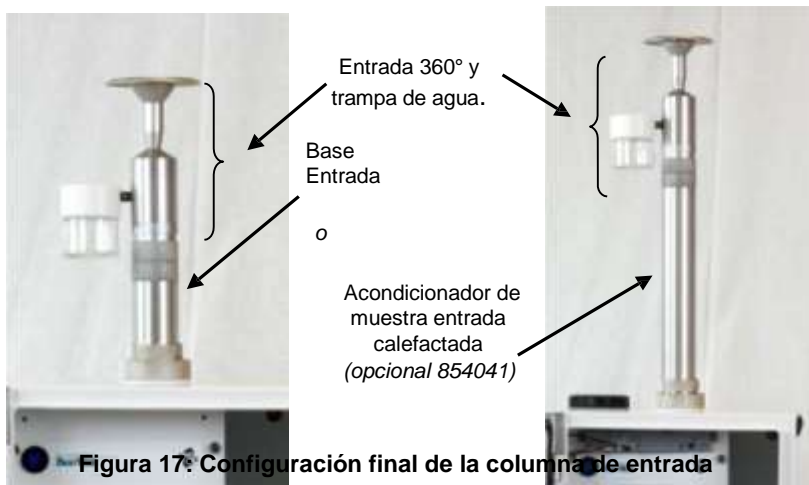 Entrada 360° y
trampa de agua.
Base
Entrada
o
Acondicionador de
muestra entrada
calefactada
(opcional 854041)
Figura 17: Configuración final de la columna de entrada